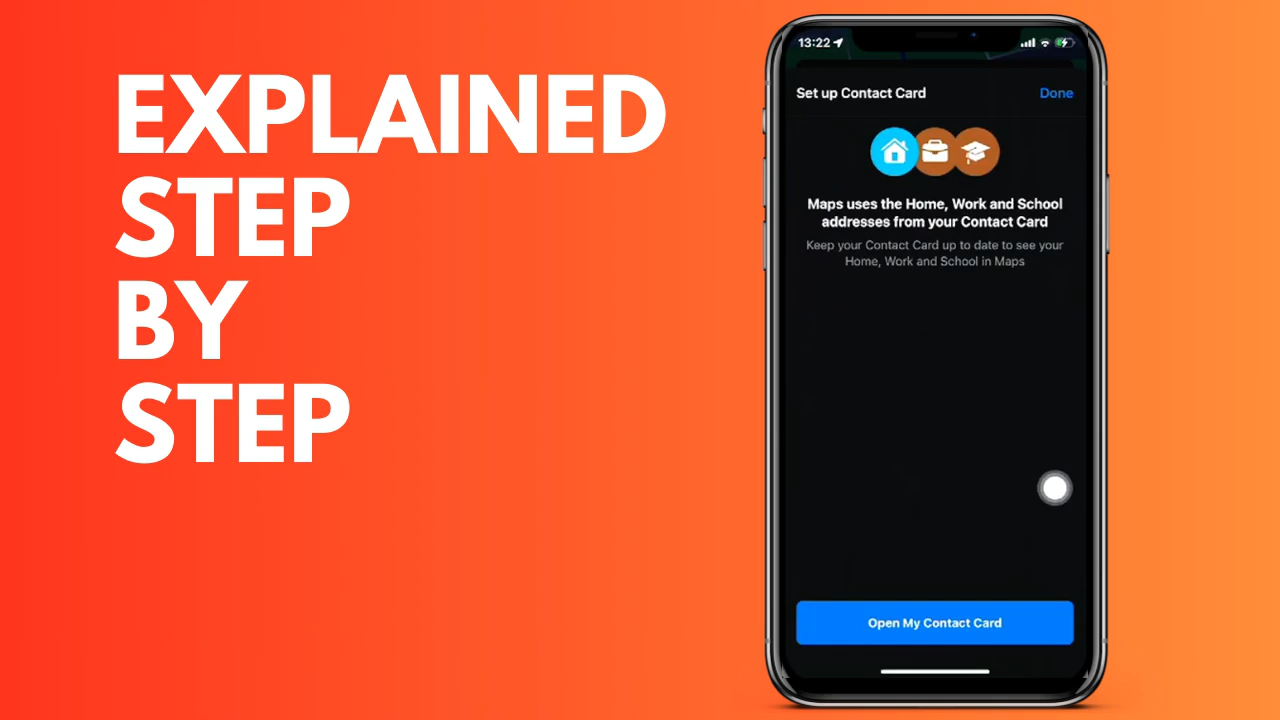 EXPLAINED
STEP
BY
STEP
13:22
Set up Contact Card
Done
Maps uses the Home, Work and School
addresses from your Contact Card
Keep your Contact Card up to date to see your
Home, Work and School in Maps
Open My Contact Card